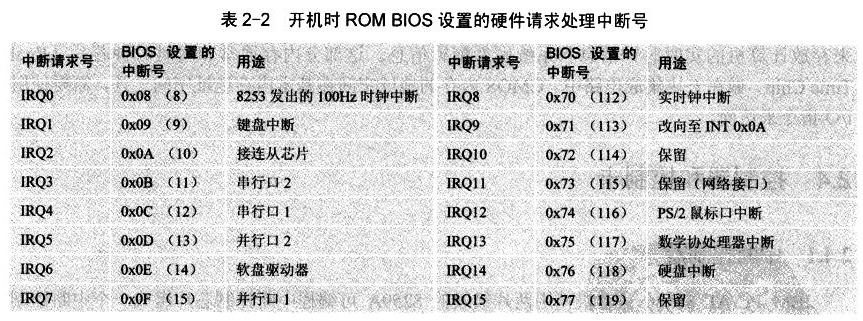 表 2-2 开机时 ROM BIOS 设置的硬件请求处理中断号
中断请求号 BIOS 设置的中断号 用途 中断请求号 BIOS 设置的中断号 用途
IRQ0 0x08（8） 8253 发出的 100Hz 时钟中断 IRQ8 0x70（112） 实时钟中断
IRQ1 0x09（9） 键盘中断 IRQ9 0x71（113） 改向至 INT 0x0A
IRQ2 0x0A（10） 接连从芯片 IRQ10 0x72（114） 保留
IRQ3 0x0B（11） 串行口 2 IRQ11 0x73（115） 保留（网络接口）
IRQ4 0x0C（12） 串行口 1 IRQ12 0x74（116） PS/2 鼠标口中断
IRQ5 0x0D（13） 并行口 2 IRQ13 0x75（117） 数学协处理器中断
IRQ6 0x0E（14） 软盘驱动器 IRQ14 0x76（118） 硬盘中断
IRQ7 0x0F（15） 并行口 1 IRQ15 0x77（119） 保留